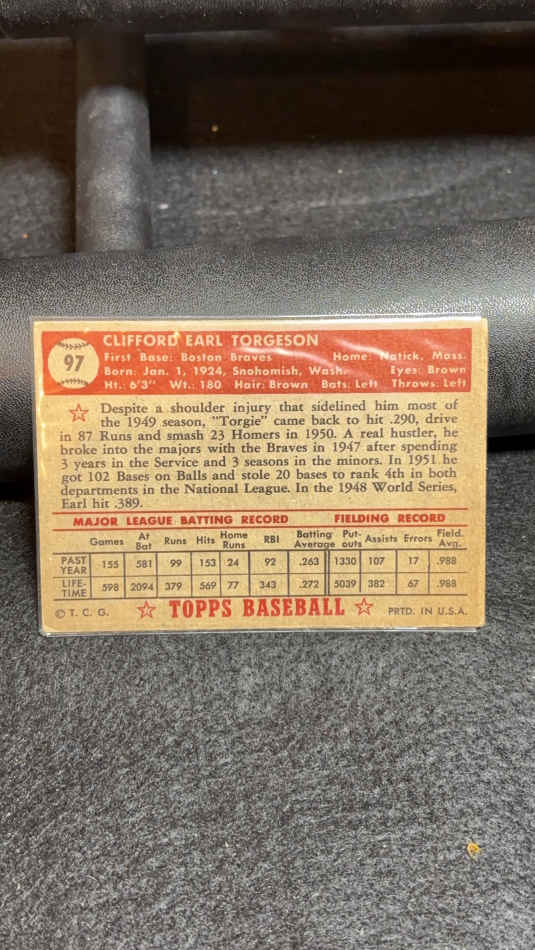 97
CLIFFORD EARL TORGESON
First Base: Boston Braves Home: Natick, Mass.
Born: Jan. 1, 1924, Snohomish, Wash. Eyes: Brown
Ht.: 6'3" Wt.: 180 Hair: Brown Bats: Left Throws: Left
Despite a shoulder injury that sidelined him most of
the 1949 season, "Torgie" came back to hit .290, drive
in 87 Runs and smash 23 Homers in 1950. A real hustler, he
broke into the majors with the Braves in 1947 after spending
3 years in the Service and 3 seasons in the minors. In 1951 he
got 102 Bases on Balls and stole 20 bases to rank 4th in both
departments in the National League. In the 1948 World Series,
Earl hit .389.
MAJOR LEAGUE BATTING RECORD FIELDING RECORD
Games At Bat Runs Hits Home Runs RBI Batting Average Put-outs Assists Errors Field. Avg.
PAST YEAR 155 581 99 153 24 92 .263 1330 107 17 .988
LIFE-TIME 598 2094 379 569 77 343 .272 5039 382 67 .988
© T. C. G. TOPPS BASEBALL PRTD. IN U.S.A.